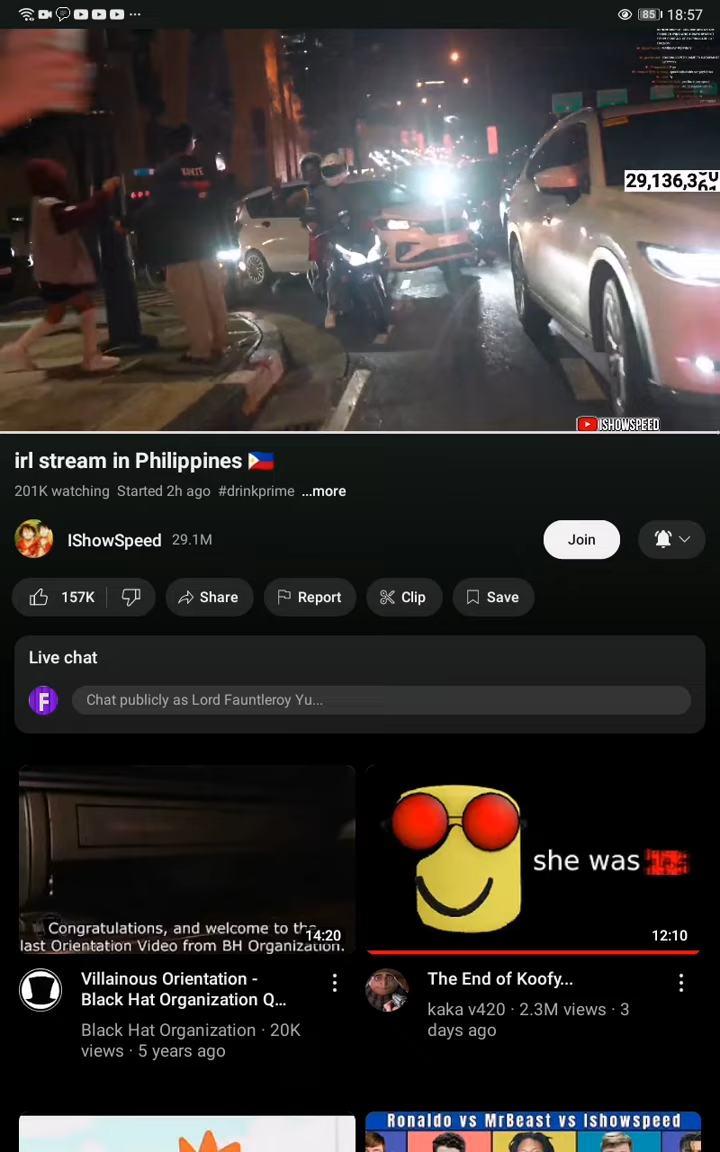 85 18:57
29,136,3
ISHOWSPEED
irl stream in Philippines 🇵🇭
201K watching Started 2h ago #drinkprime ...more
IShowSpeed 29.1M
Join
157K
Share
Report
Clip
Save
Live chat
F
Chat publicly as Lord Fauntleroy Yu...
Congratulations, and welcome to the
last Orientation Video from BH Organization.
14:20
she was
12:10
Villainous Orientation -
Black Hat Organization Q...
Black Hat Organization · 20K
views · 5 years ago
The End of Koofy...
kaka v420 · 2.3M views · 3
days ago
Ronaldo vs MrBeast vs Ishowspeed